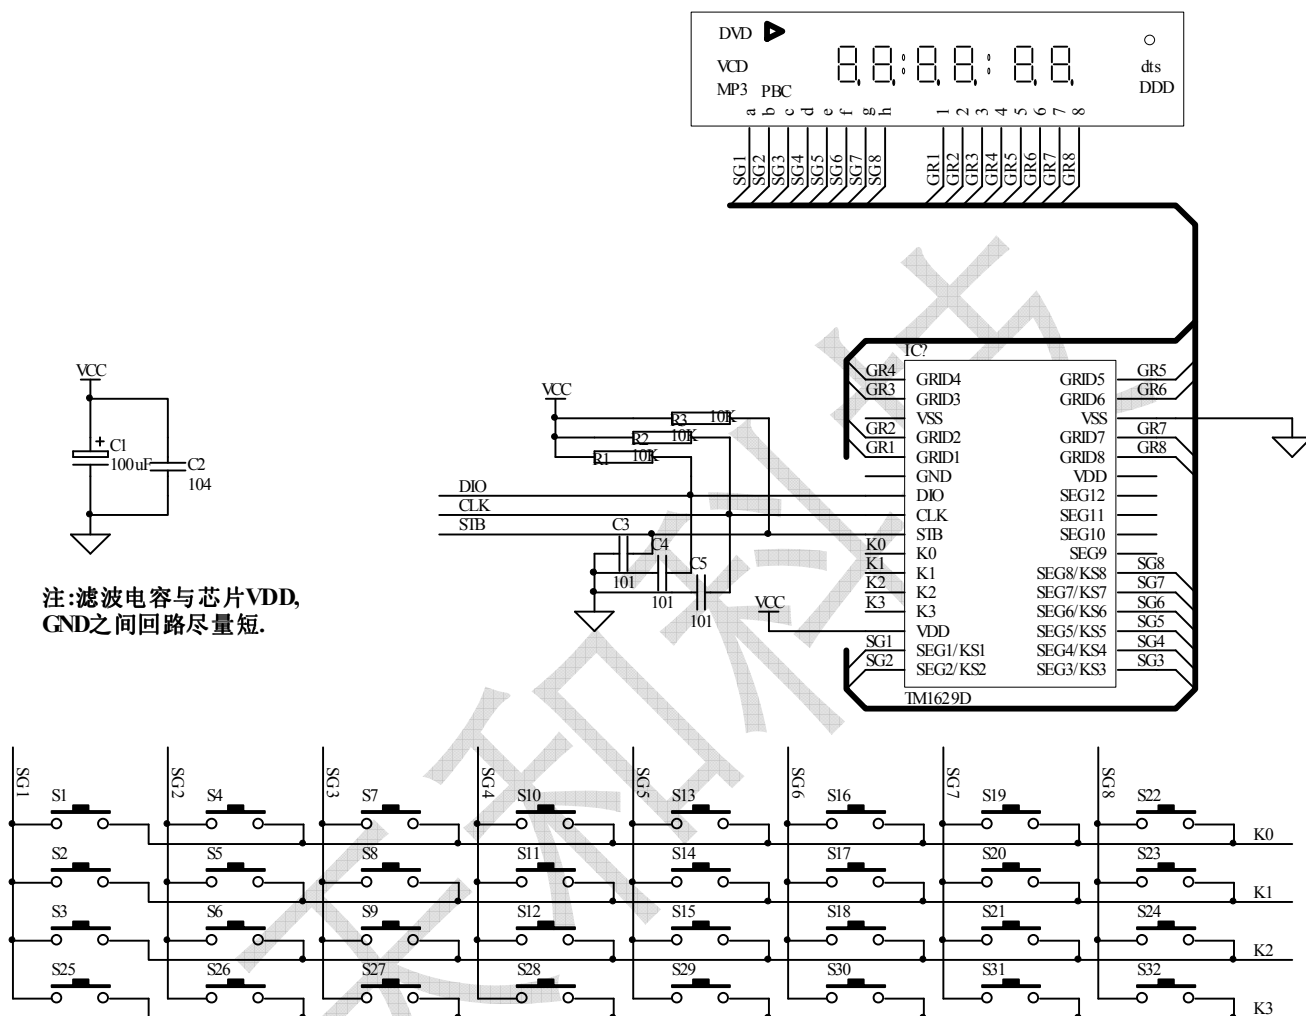 DVD
VCD
MP3 PBC
dts
DDD
a b c d e f g h 1 2 3 4 5 6 7 8
SG1 SG2 SG3 SG4 SG5 SG6 SG7 SG8 GR1 GR2 GR3 GR4 GR5 GR6 GR7 GR8
VCC
C1
100uF
C2
104
注:滤波电容与芯片VDD,
GND之间回路尽量短.
VCC
R3 10K
R2 10K
R1 10K
DIO
CLK
STB
C3
101
C4
101
C5
101
VCC
K0
K1
K2
K3
IC?
GR4 GRID4 GRID5 GR5
GR3 GRID3 GRID6 GR6
VSS VSS
GR2 GRID2 GRID7 GR7
GR1 GRID1 GRID8 GR8
GND VDD
DIO SEG12
CLK SEG11
STB SEG10
K0 SEG9
K1 SEG8/KS8 SG8
K2 SEG7/KS7 SG7
K3 SEG6/KS6 SG6
VDD SEG5/KS5 SG5
SG1 SEG1/KS1 SEG4/KS4 SG4
SG2 SEG2/KS2 SEG3/KS3 SG3
TM1629D
SG1 SG2 SG3 SG4 SG5 SG6 SG7 SG8
S1 S4 S7 S10 S13 S16 S19 S22
K0
S2 S5 S8 S11 S14 S17 S20 S23
K1
S3 S6 S9 S12 S15 S18 S21 S24
K2
S25 S26 S27 S28 S29 S30 S31 S32
K3